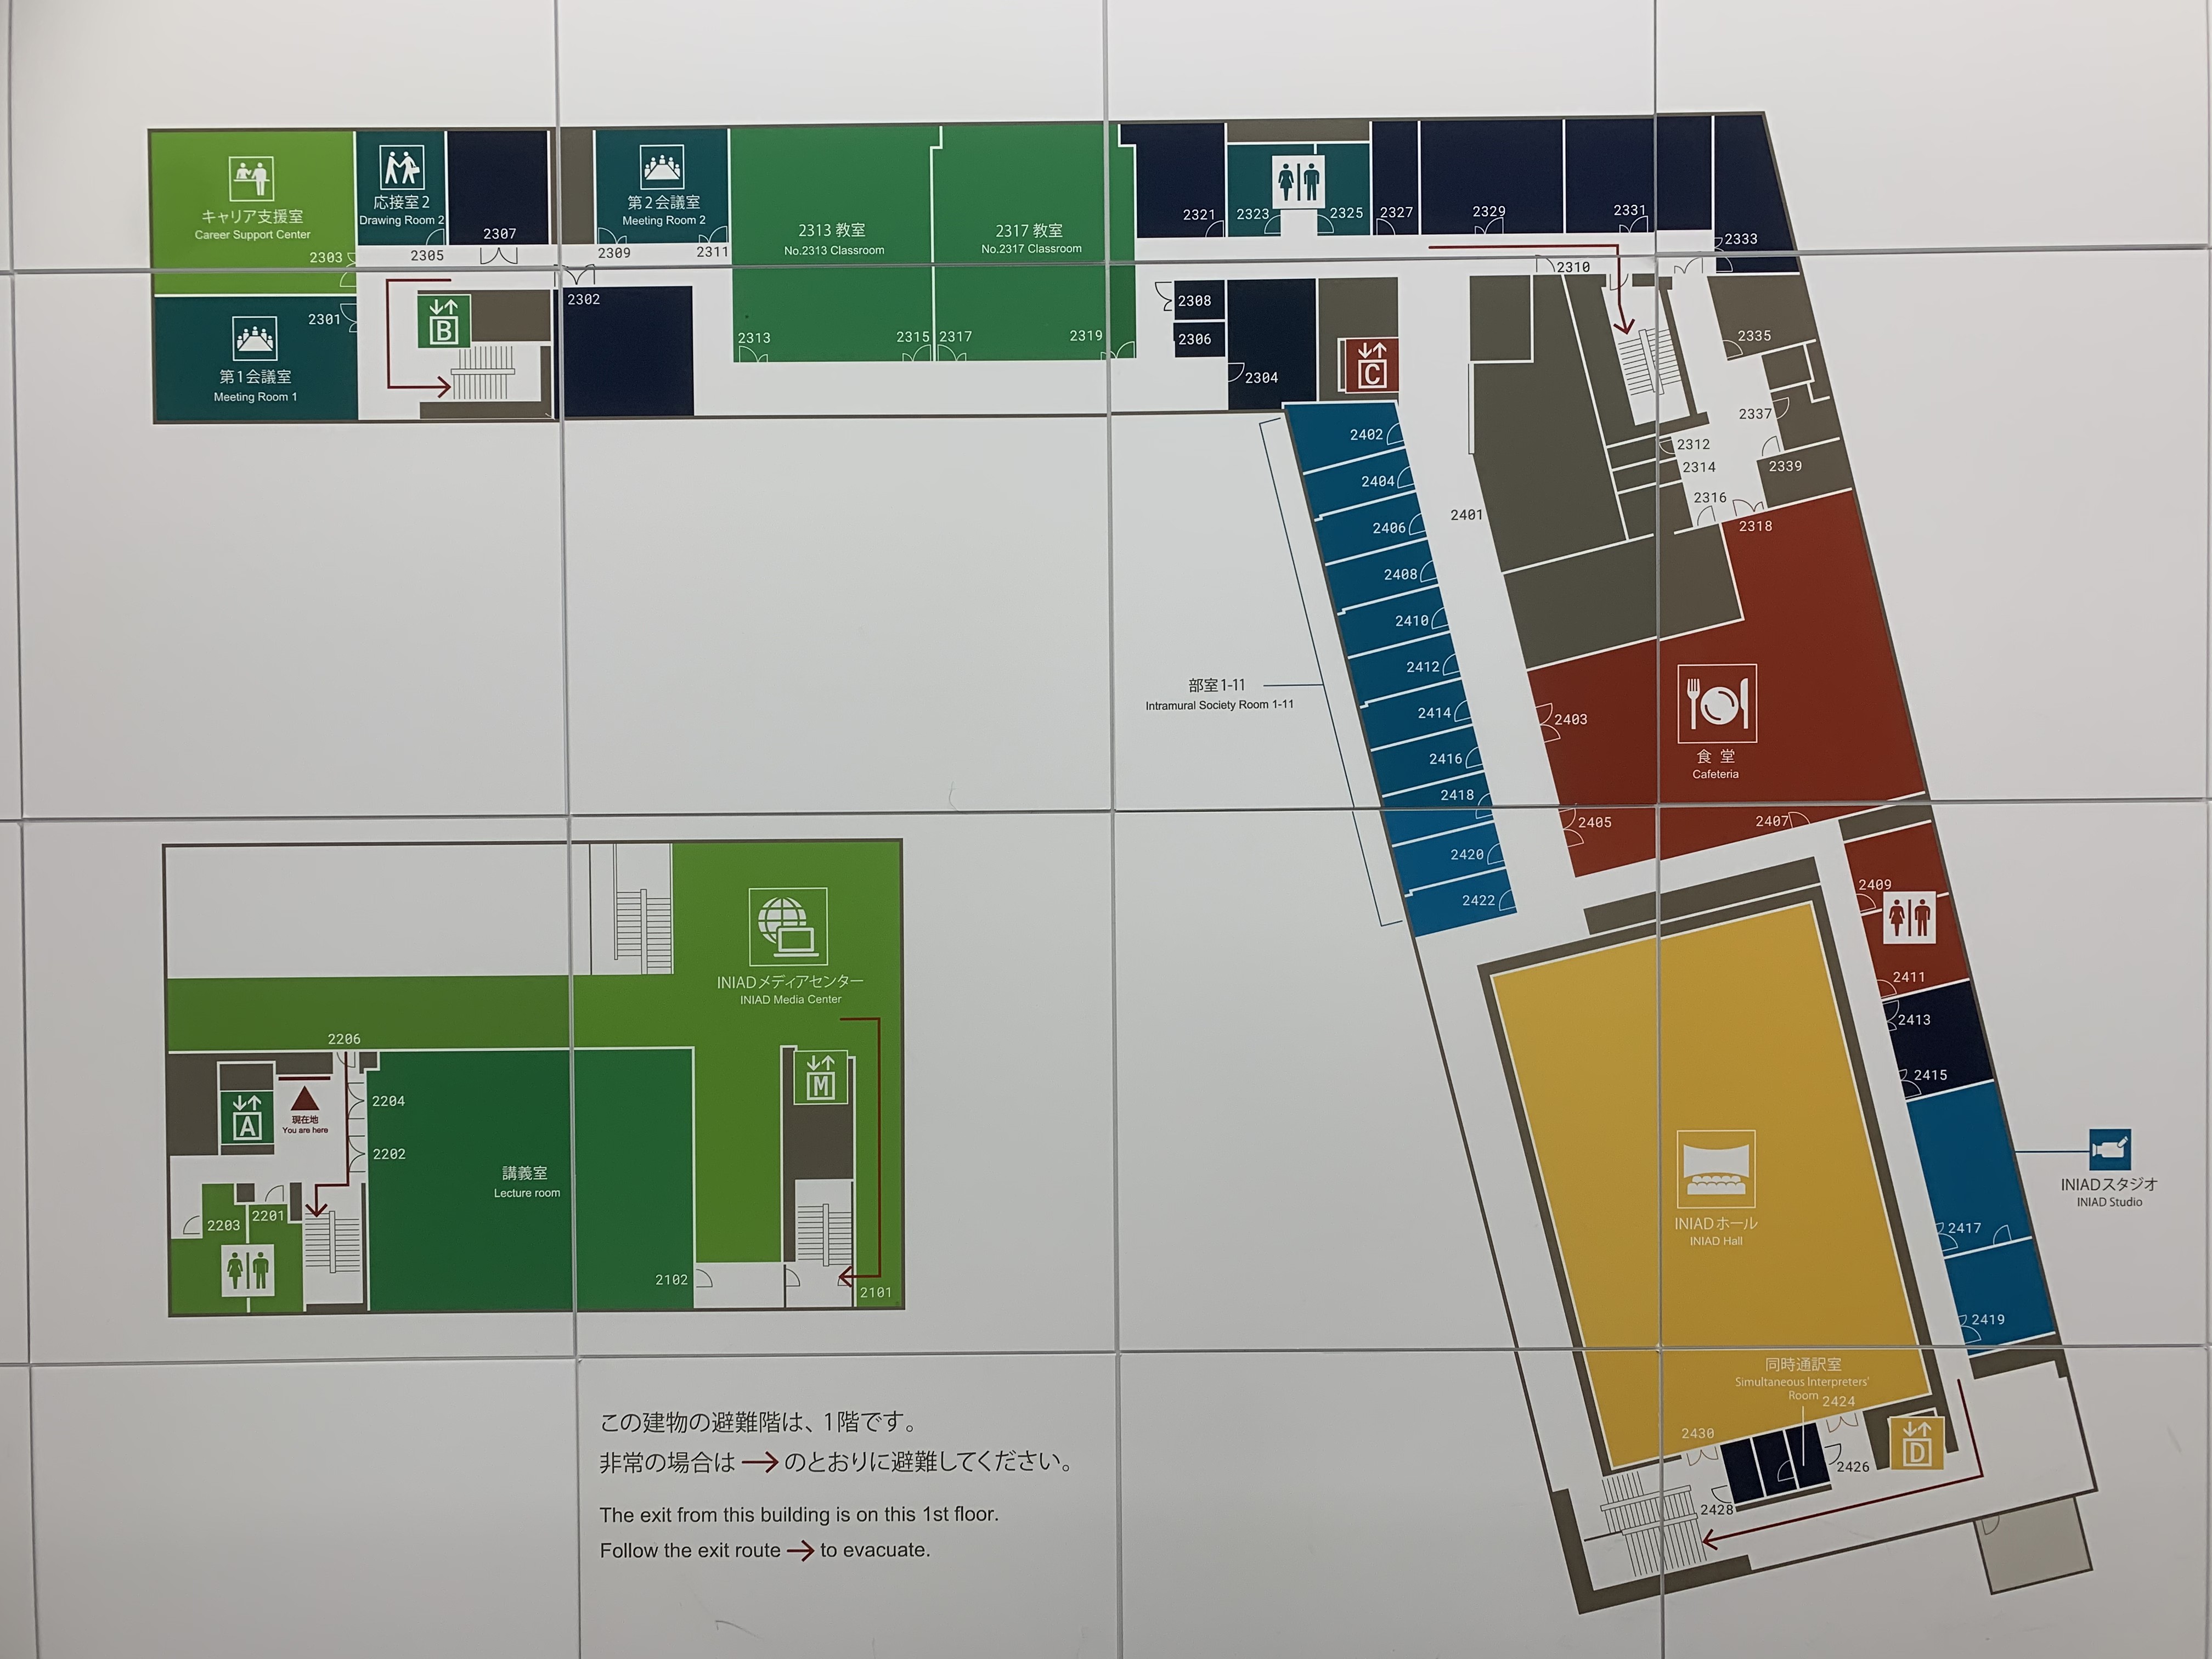 キャリア支援室
Career Support Center
2303
応接室2
Drawing Room 2
2305
2307
第2会議室
Meeting Room 2
2309
2311
2313 教室
No.2313 Classroom
2317 教室
No.2317 Classroom
2321
2323
2325
2327
2329
2331
2333
2310
2301
第1会議室
Meeting Room 1
B
2302
2313
2315
2317
2319
2308
2306
2304
C
2335
2337
2312
2314
2339
2316
2318
2402
2404
2406
2408
2410
2412
2414
2416
2418
2420
2422
2401
部室1-11
Intramural Society Room 1-11
2403
食 堂
Cafeteria
2405
2407
2409
2411
2413
2415
INIADスタジオ
INIAD Studio
2417
2419
INIADホール
INIAD Hall
同時通訳室
Simultaneous Interpreters'
Room
2424
2430
2426
2428
D
INIADメディアセンター
INIAD Media Center
2206
A
現在地
You are here
2204
2202
M
講義室
Lecture room
2203
2201
2102
2101
この建物の避難階は、1階です。
非常の場合は→のとおりに避難してください。
The exit from this building is on this 1st floor.
Follow the exit route → to evacuate.